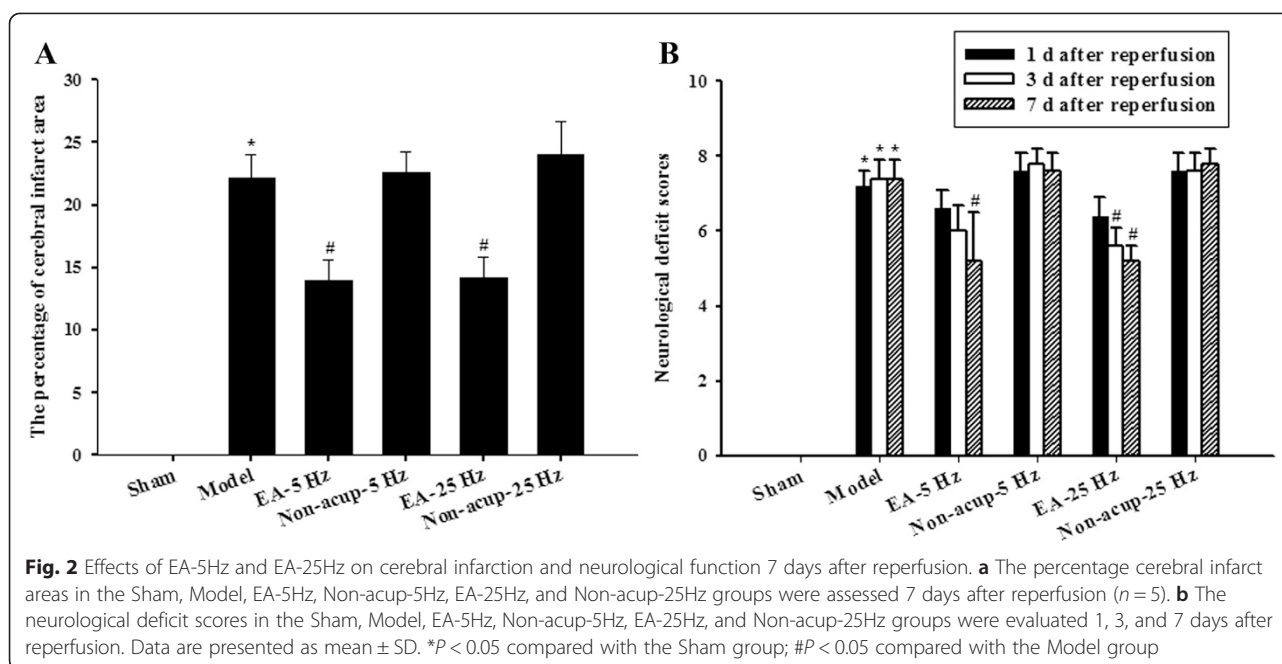 A
The percentage of cerebral infarct area
30
25
20
15
10
5
0
*
#
#
Sham
Model
EA-5 Hz
Non-acup-5 Hz
EA-25 Hz
Non-acup-25 Hz
B
1 d after reperfusion
3 d after reperfusion
7 d after reperfusion
Neurological deficit scores
10
8
6
4
2
0
* * *
#
#
#
Sham
Model
EA-5 Hz
Non-acup-5 Hz
EA-25 Hz
Non-acup-25 Hz
Fig. 2 Effects of EA-5Hz and EA-25Hz on cerebral infarction and neurological function 7 days after reperfusion. a The percentage cerebral infarct
areas in the Sham, Model, EA-5Hz, Non-acup-5Hz, EA-25Hz, and Non-acup-25Hz groups were assessed 7 days after reperfusion (n = 5). b The
neurological deficit scores in the Sham, Model, EA-5Hz, Non-acup-5Hz, EA-25Hz, and Non-acup-25Hz groups were evaluated 1, 3, and 7 days after
reperfusion. Data are presented as mean ± SD. *P < 0.05 compared with the Sham group; #P < 0.05 compared with the Model group